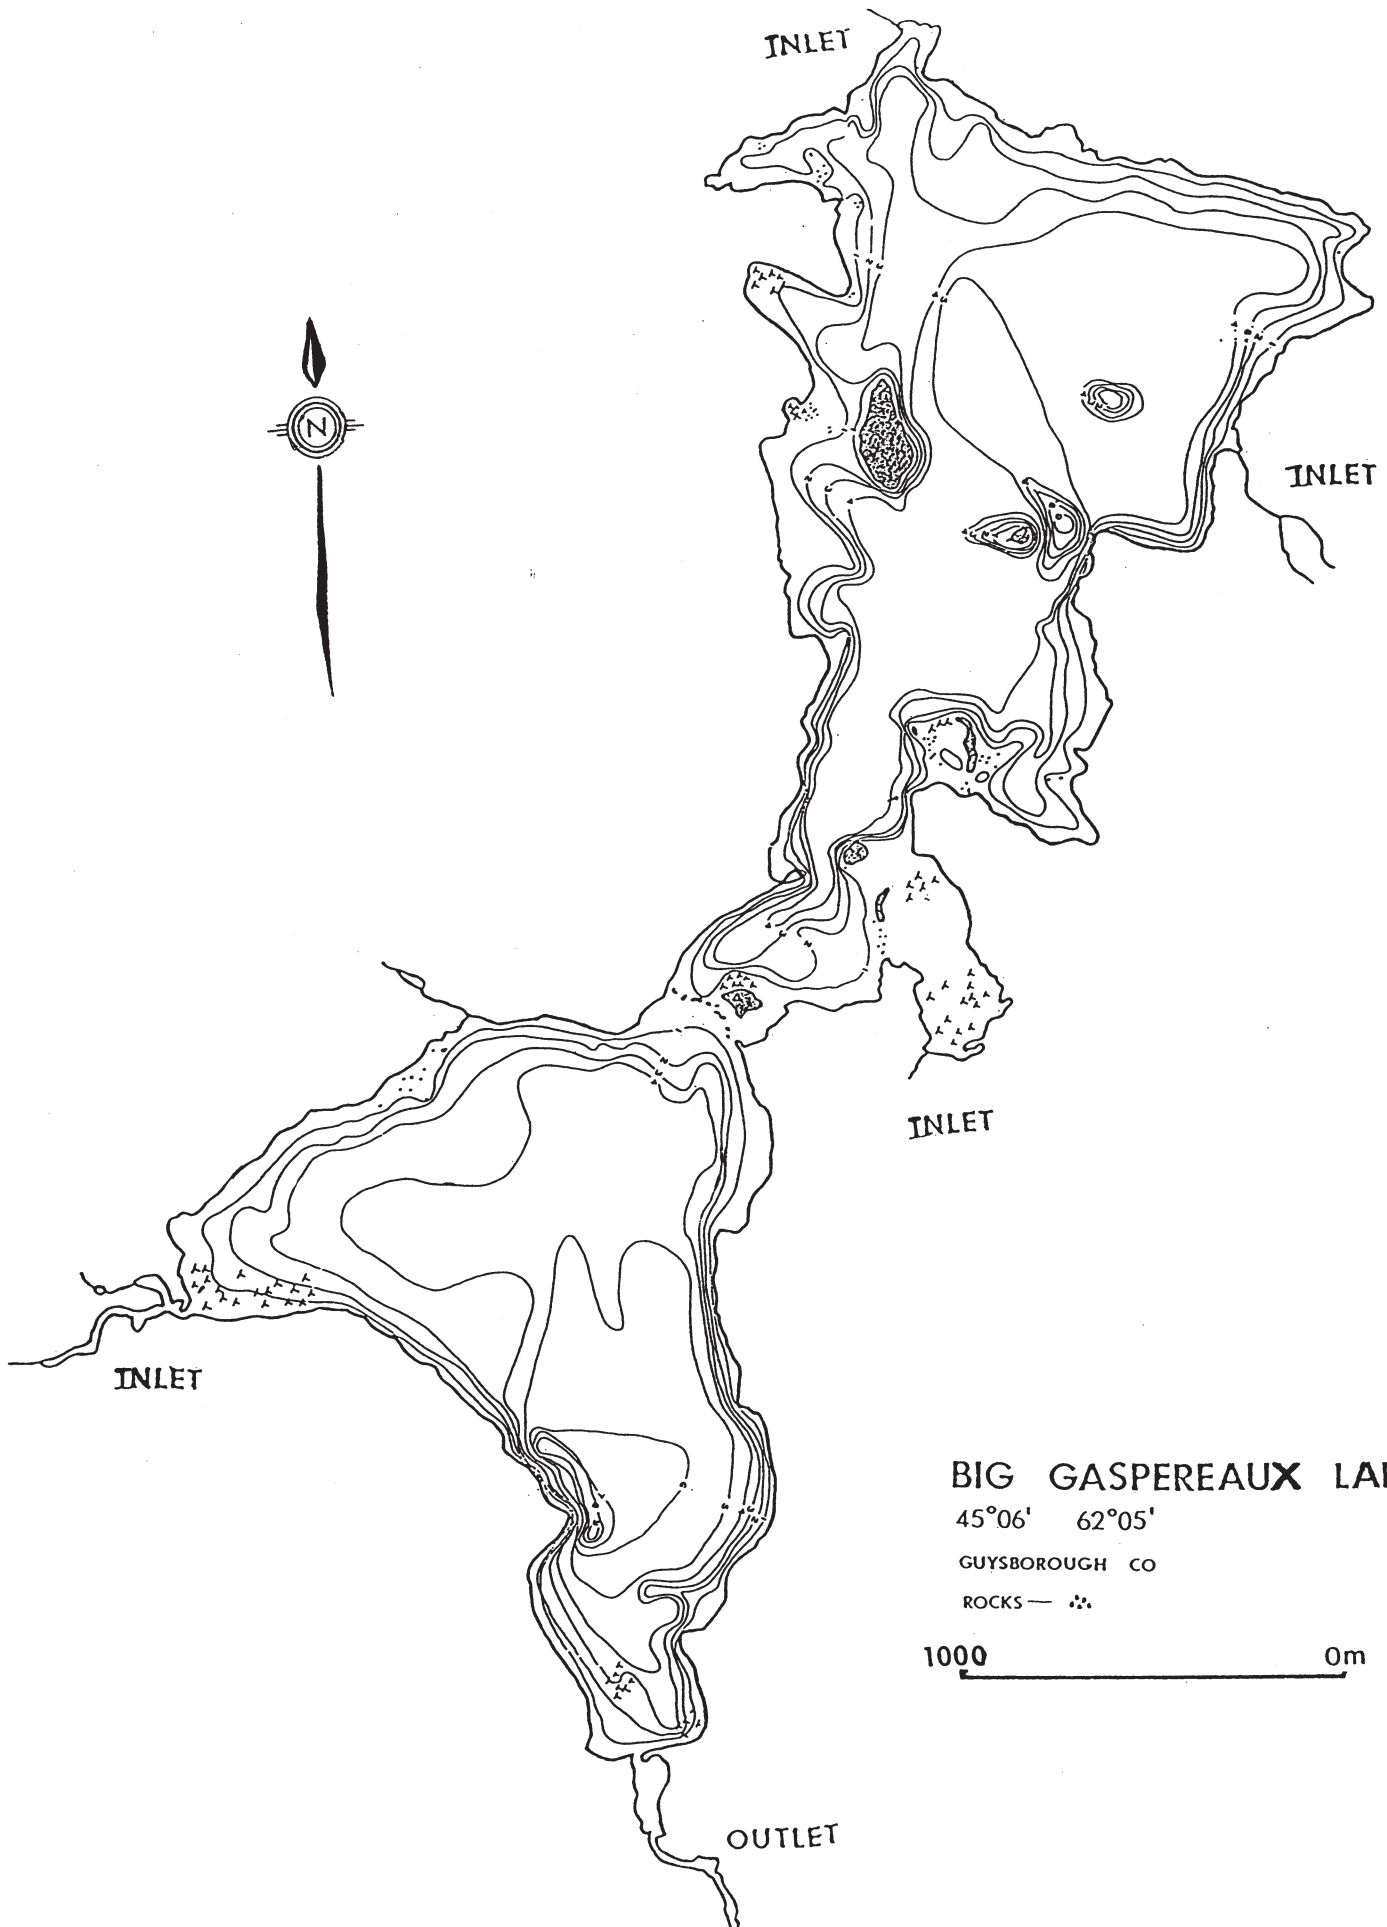 INLET
N
INLET
INLET
INLET
BIG GASPEREAUX LA
45°06' 62°05'
GUYSBOROUGH CO
ROCKS —
1000 0m
OUTLET